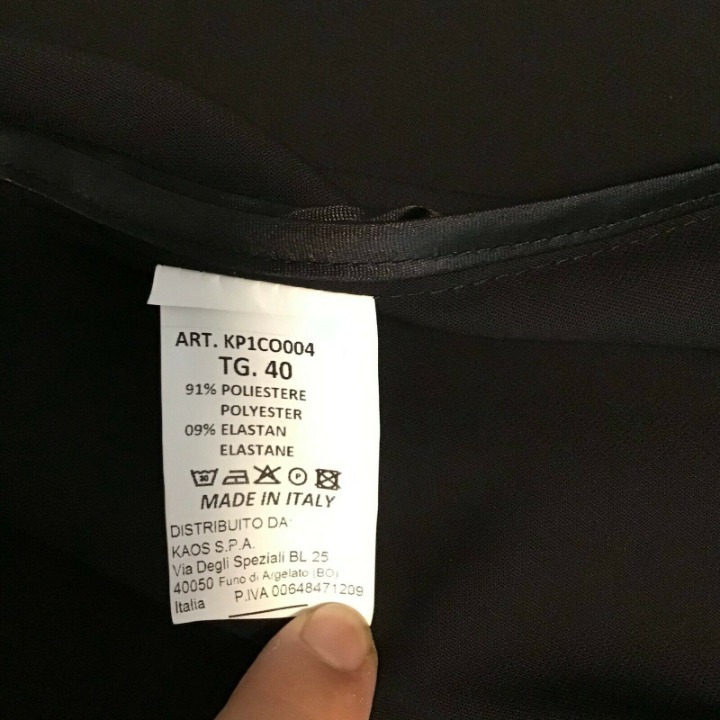 ART. KP1CO004
TG. 40
91% POLIESTERE
POLYESTER
09% ELASTAN
ELASTANE
30 P
MADE IN ITALY
DISTRIBUITO DA:
KAOS S.P.A.
Via Degli Speziali BL 25
40050 Funo di Argelato (BO)
Italia P.IVA 00648471209